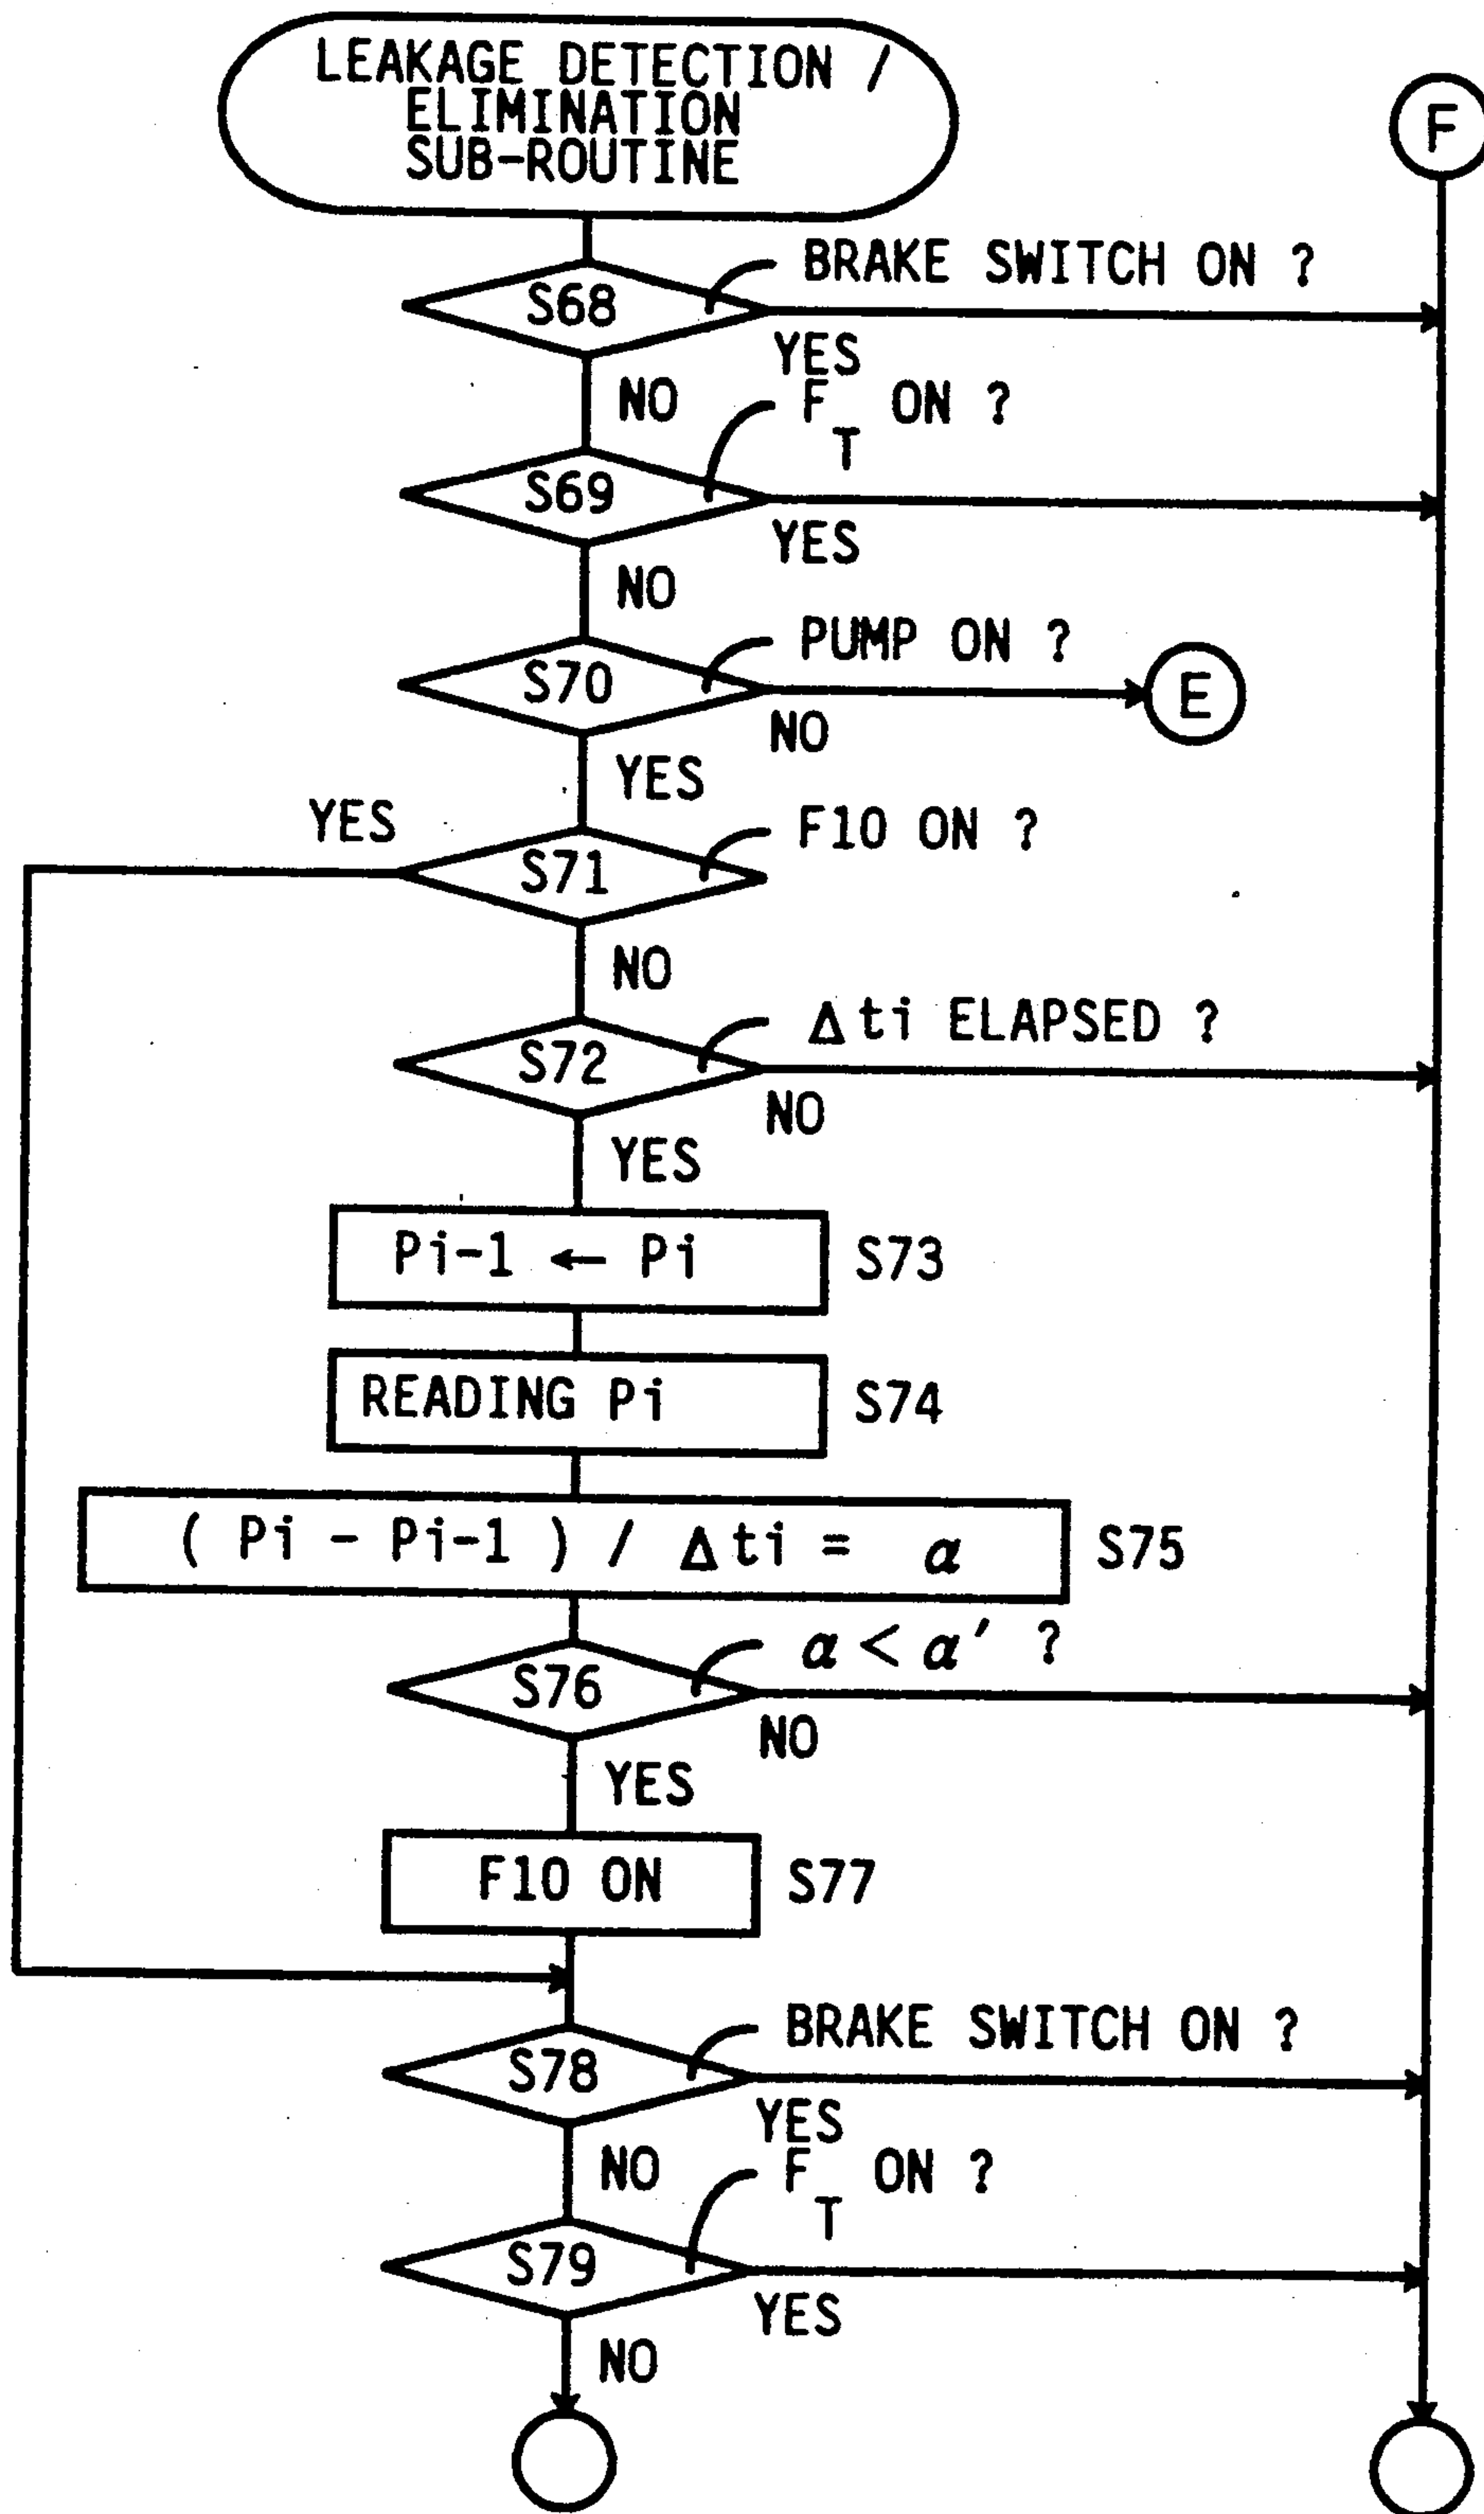 LEAKAGE DETECTION /
ELIMINATION
SUB-ROUTINE
F
BRAKE SWITCH ON ?
S68
YES
NO
F T ON ?
S69
YES
NO
PUMP ON ?
S70
E
NO
YES
YES
F10 ON ?
S71
NO
Δti ELAPSED ?
S72
NO
YES
Pi-1 ← Pi
S73
READING Pi
S74
( Pi - Pi-1 ) / Δti = α
S75
α < α' ?
S76
NO
YES
F10 ON
S77
BRAKE SWITCH ON ?
S78
YES
NO
F T ON ?
S79
YES
NO